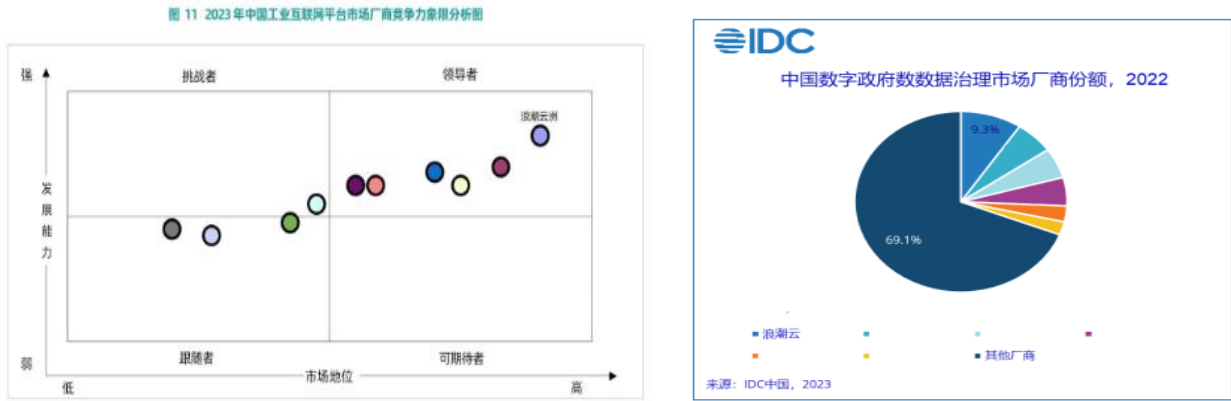 图 11 2023 年中国工业互联网平台市场厂商竞争力象限分析图
强
挑战者
领导者
浪潮云洲
发展能力
跟随者
可期待者
弱
市场地位
低
高
IDC
中国数字政府数数据治理市场厂商份额，2022
9.3%
69.1%
浪潮云
其他厂商
来源：IDC中国，2023